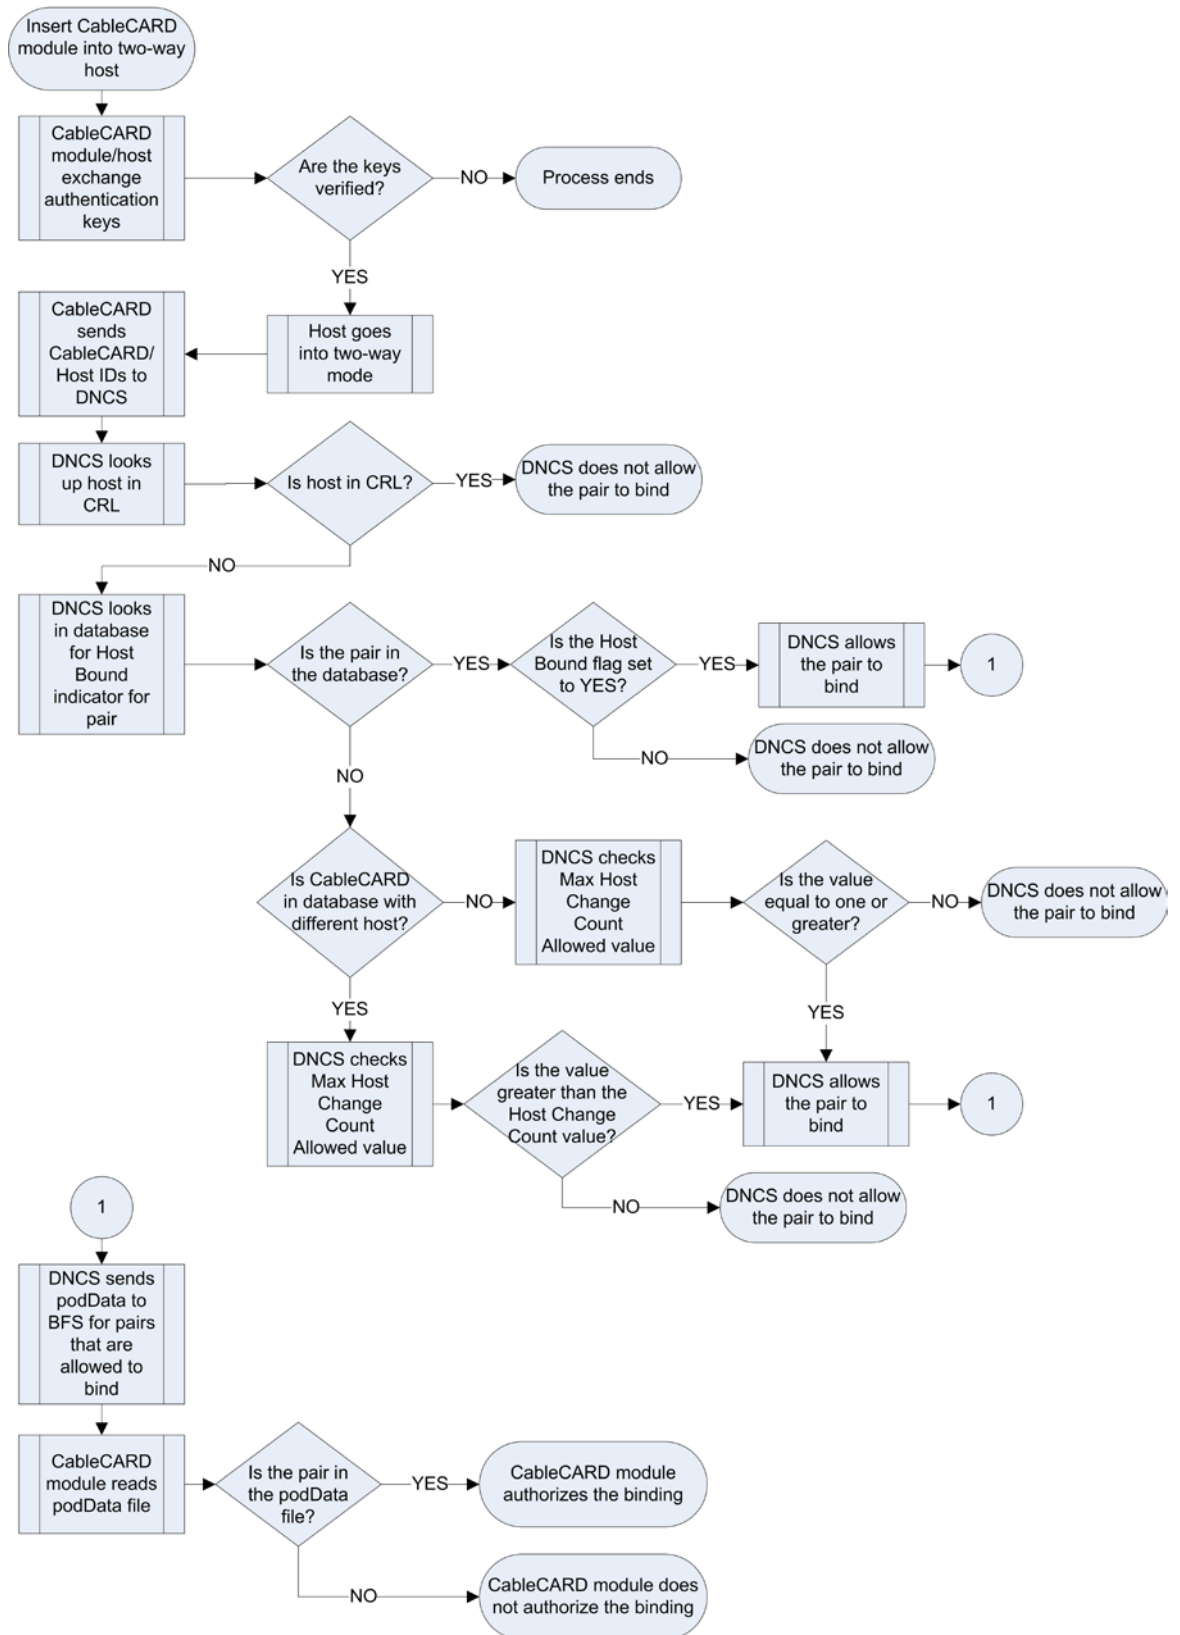 Insert CableCARD
module into two-way
host
CableCARD
module/host
exchange
authentication
keys
Are the keys
verified?
NO
Process ends
YES
CableCARD
sends
CableCARD/
Host IDs to
DNCS
Host goes
into two-way
mode
DNCS looks
up host in
CRL
Is host in CRL?
YES
DNCS does not allow
the pair to bind
NO
DNCS looks
in database
for Host
Bound
indicator for
pair
Is the pair in
the database?
YES
Is the Host
Bound flag set
to YES?
YES
DNCS allows
the pair to
bind
1
NO
DNCS does not allow
the pair to bind
NO
Is CableCARD
in database with
different host?
NO
DNCS checks
Max Host
Change
Count
Allowed value
Is the value
equal to one or
greater?
NO
DNCS does not allow
the pair to bind
YES
YES
DNCS checks
Max Host
Change
Count
Allowed value
Is the value
greater than the
Host Change
Count value?
YES
DNCS allows
the pair to
bind
1
NO
DNCS does not allow
the pair to bind
1
DNCS sends
podData to
BFS for pairs
that are
allowed to
bind
CableCARD
module reads
podData file
Is the pair in
the podData
file?
YES
CableCARD module
authorizes the binding
NO
CableCARD module does
not authorize the binding